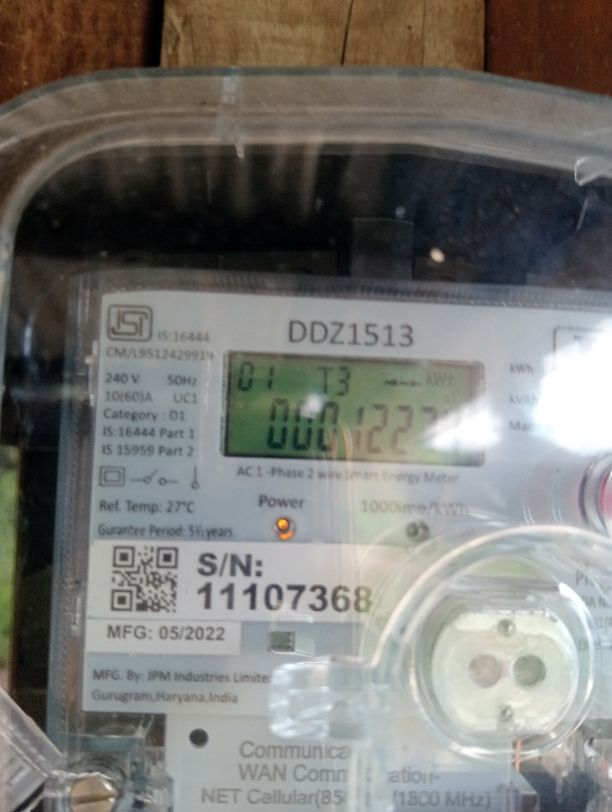 ISI IS:16444
CM/L9512429919
DDZ1513
240 V 50Hz
10(60)A UC1
Category : D1
IS:16444 Part 1
IS 15959 Part 2
01 T3 kWh
kWh
AC 1 -Phase 2 wire Smart Energy Meter
Ref. Temp: 27°C
Power
1000imp/kWh
Gurantee Period: 5½ years
S/N:
11107368
MFG: 05/2022
MFG. By: JPM Industries Limited
Gurugram,Haryana,India
WAN
NET Cellular(85 /1800 MHz)